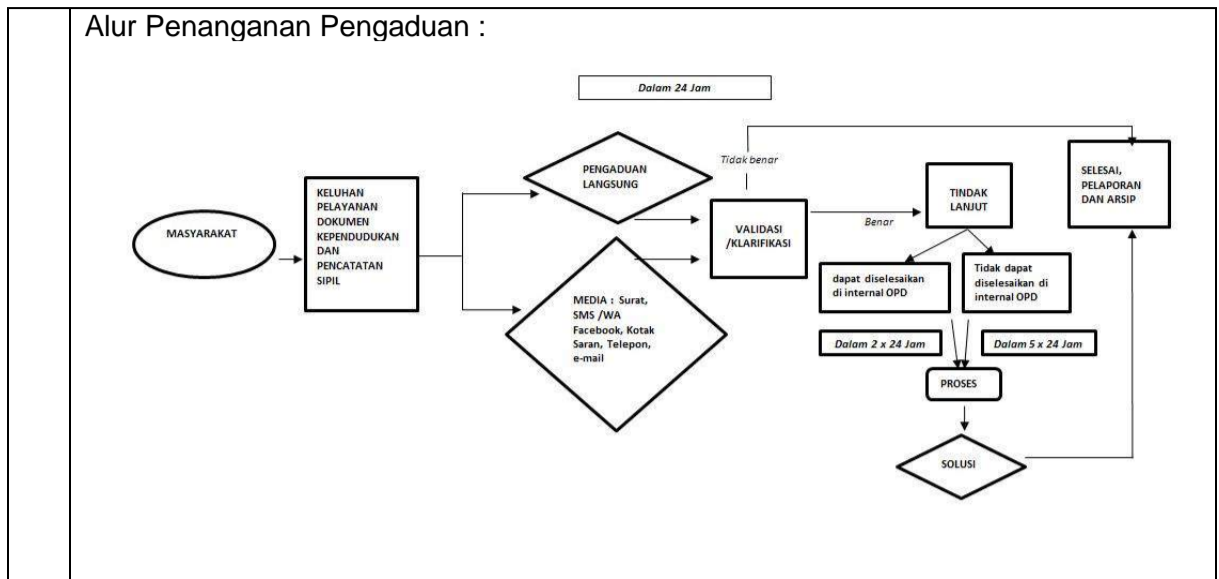 Alur Penanganan Pengaduan :
Dalam 24 Jam
MASYARAKAT
KELUHAN
PELAYANAN
DOKUMEN
KEPENDUDUKAN
DAN
PENCATATAN
SIPIL
PENGADUAN
LANGSUNG
MEDIA : Surat,
SMS /WA
Facebook, Kotak
Saran, Telepon,
e-mail
VALIDASI
/KLARIFIKASI
Tidak benar
Benar
TINDAK
LANJUT
SELESAI,
PELAPORAN
DAN ARSIP
dapat diselesaikan
di internal OPD
Tidak dapat
diselesaikan di
internal OPD
Dalam 2 x 24 Jam
Dalam 5 x 24 Jam
PROSES
SOLUSI